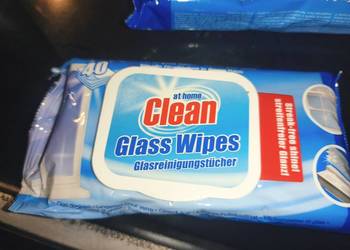 40
at home
Clean
Glass Wipes
Glasreinigungstücher
Streak-free shine!
streifenfreier Glanz!